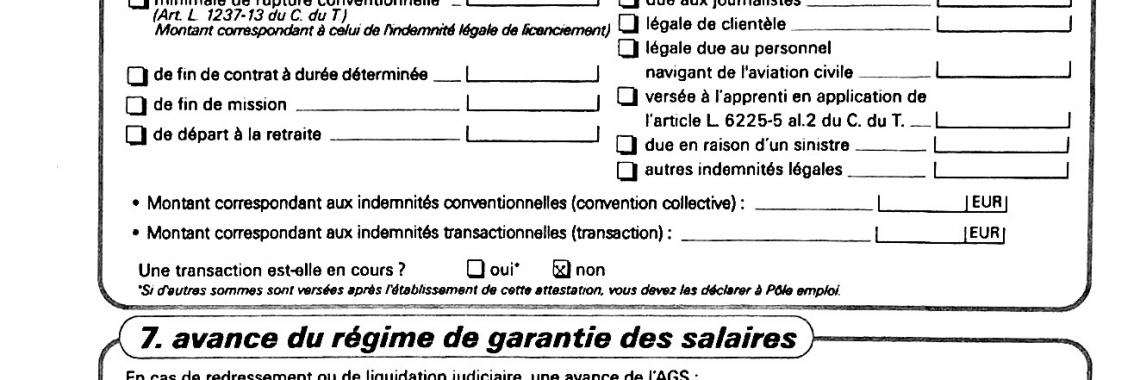 minimale de rupture conventionnelle
(Art. L 1237-13 du C. du T)
Montant correspondant à celui de l'indemnité légale de licenciement)
de fin de contrat à durée déterminée
de fin de mission
de départ à la retraite
due aux journalistes
légale de clientèle
légale due au personnel
navigant de l'aviation civile
versée à l'apprenti en application de
l'article L. 6225-5 al.2 du C. du T.
due en raison d'un sinistre
autres indemnités légales
• Montant correspondant aux indemnités conventionnelles (convention collective) : EUR
• Montant correspondant aux indemnités transactionnelles (transaction) : EUR
Une transaction est-elle en cours ? oui* x non
*Si d'autres sommes sont versées après l'établissement de cette attestation, vous devez les déclarer à Pôle emploi.
7. avance du régime de garantie des salaires
En cas de redressement ou de liquidation judiciaire, une avance de l'AGS :